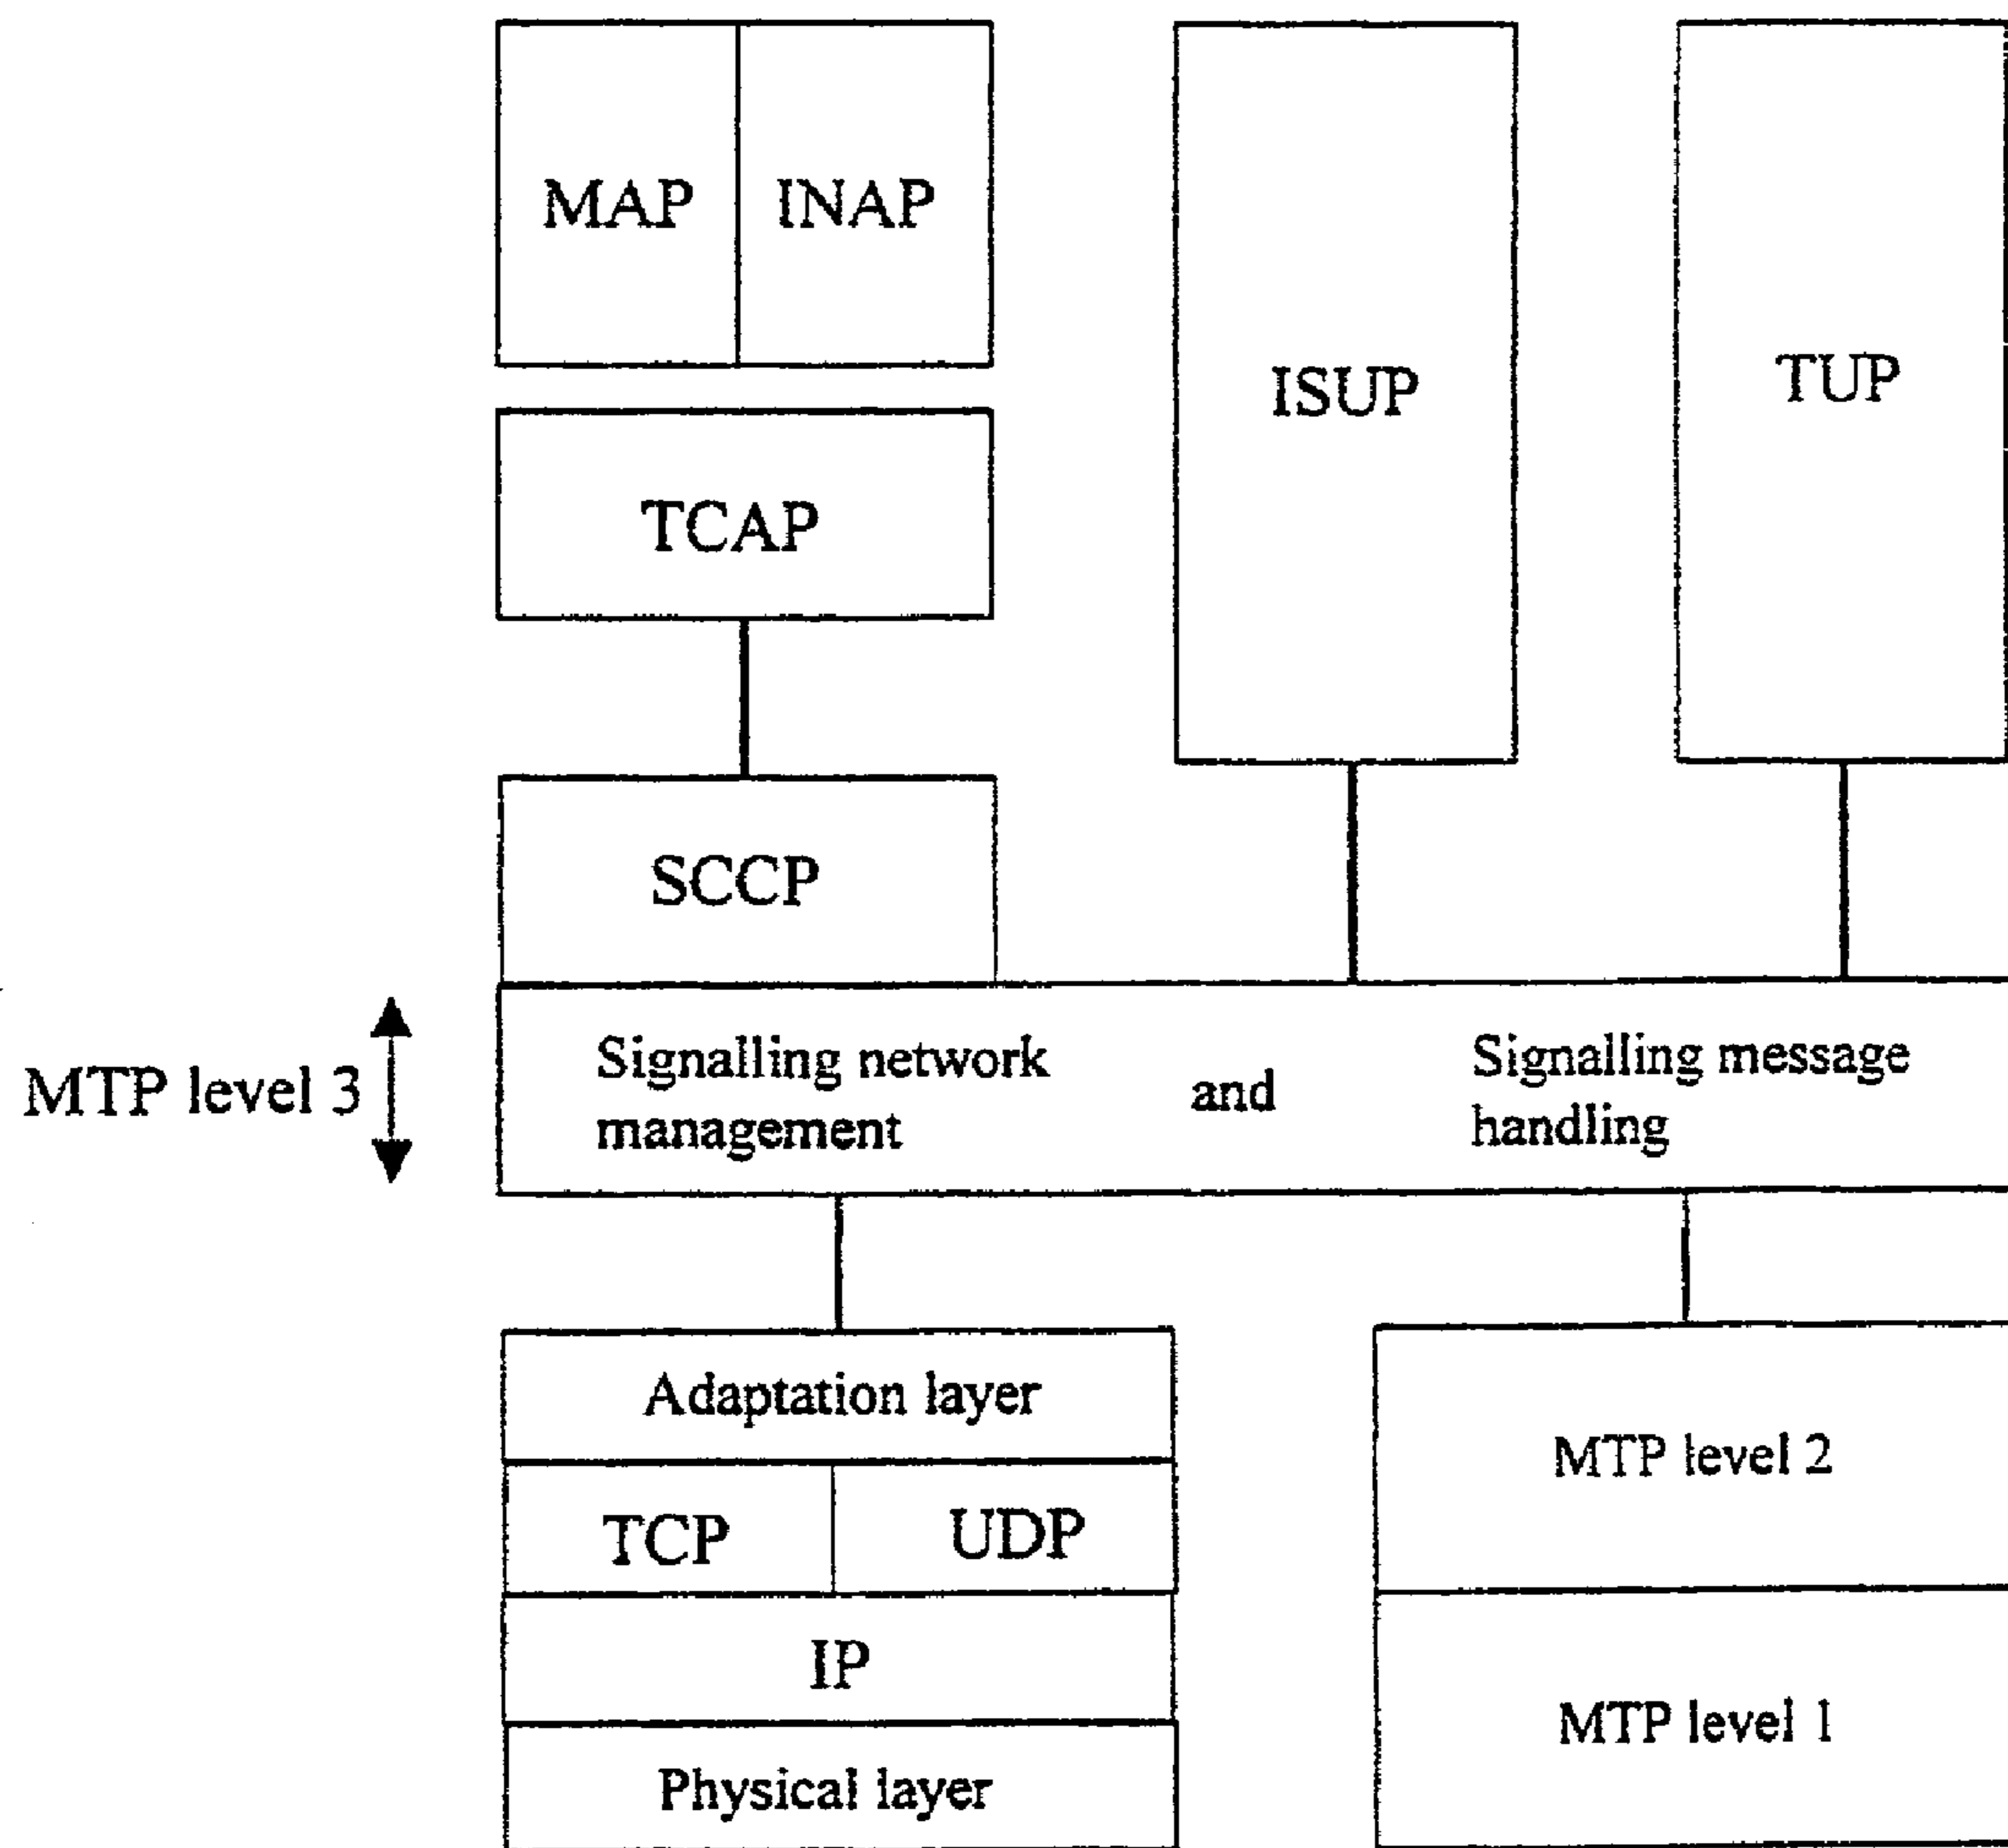 MAP
INAP
ISUP
TUP
TCAP
SCCP
MTP level 3
Signalling network
management
and
Signalling message
handling
Adaptation layer
MTP level 2
TCP
UDP
IP
MTP level 1
Physical layer